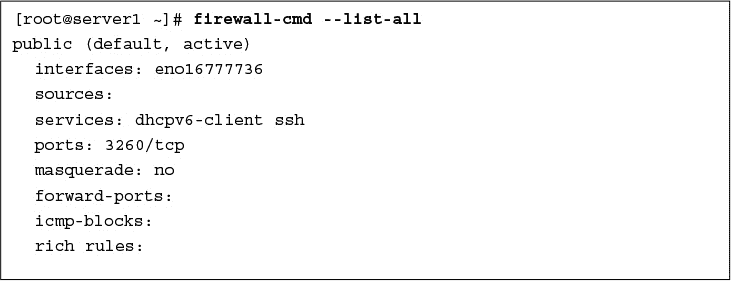 [root@server1 ~]# firewall-cmd --list-all
public (default, active)
interfaces: eno16777736
sources:
services: dhcpv6-client ssh
ports: 3260/tcp
masquerade: no
forward-ports:
icmp-blocks:
rich rules: